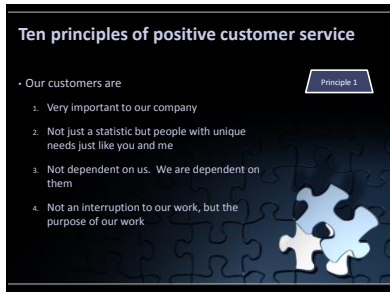 Ten principles of positive customer service
• Our customers are
Principle 1
1. Very important to our company
2. Not just a statistic but people with unique
needs just like you and me
3. Not dependent on us.  We are dependent on
them
4. Not an interruption to our work, but the
purpose of our work